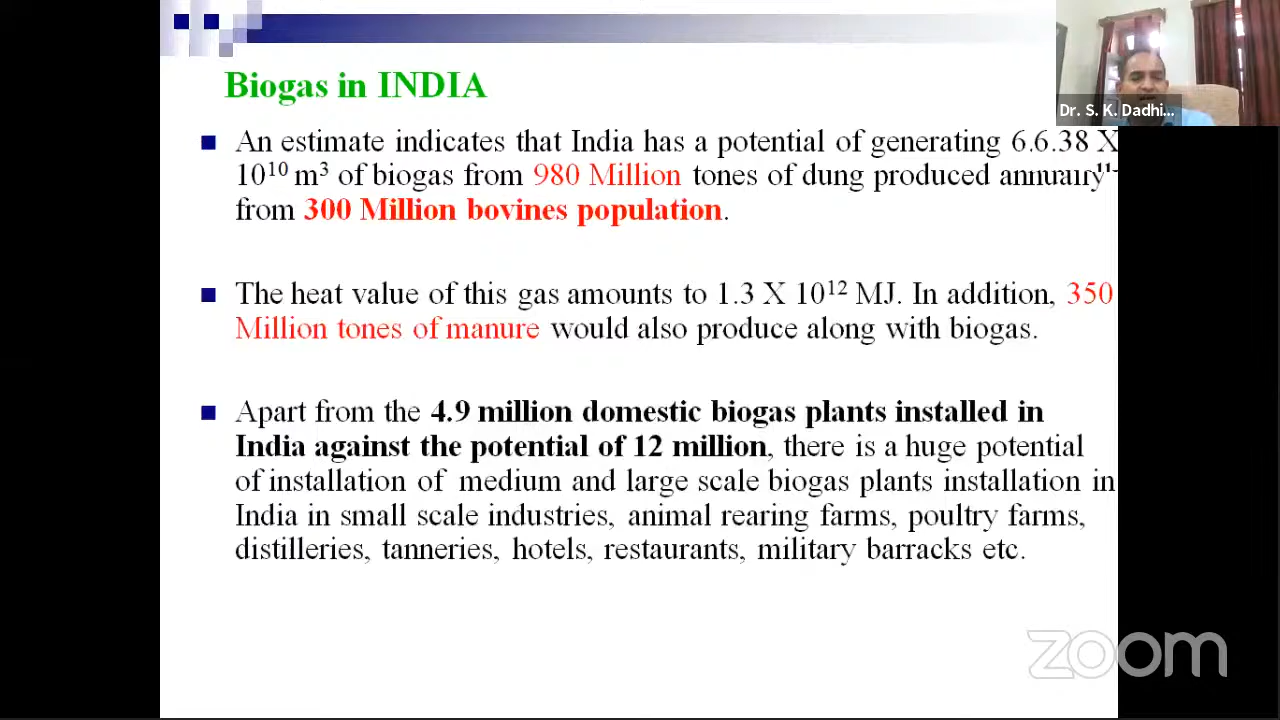 Biogas in INDIA
Dr. S. K. Dadhi...
An estimate indicates that India has a potential of generating 6.6.38 X
10¹⁰ m³ of biogas from 980 Million tones of dung produced annually
from 300 Million bovines population.
The heat value of this gas amounts to 1.3 X 10¹² MJ. In addition, 350
Million tones of manure would also produce along with biogas.
Apart from the 4.9 million domestic biogas plants installed in
India against the potential of 12 million, there is a huge potential
of installation of medium and large scale biogas plants installation in
India in small scale industries, animal rearing farms, poultry farms,
distilleries, tanneries, hotels, restaurants, military barracks etc.
zoom